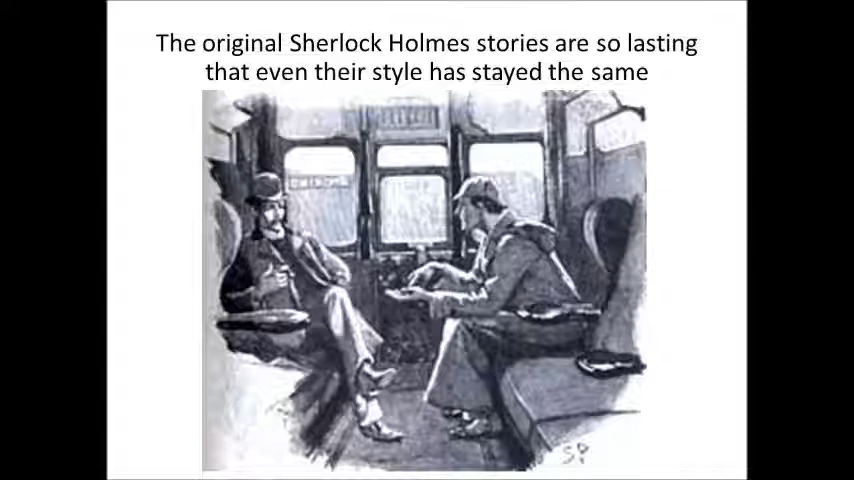 The original Sherlock Holmes stories are so lasting
that even their style has stayed the same
SP